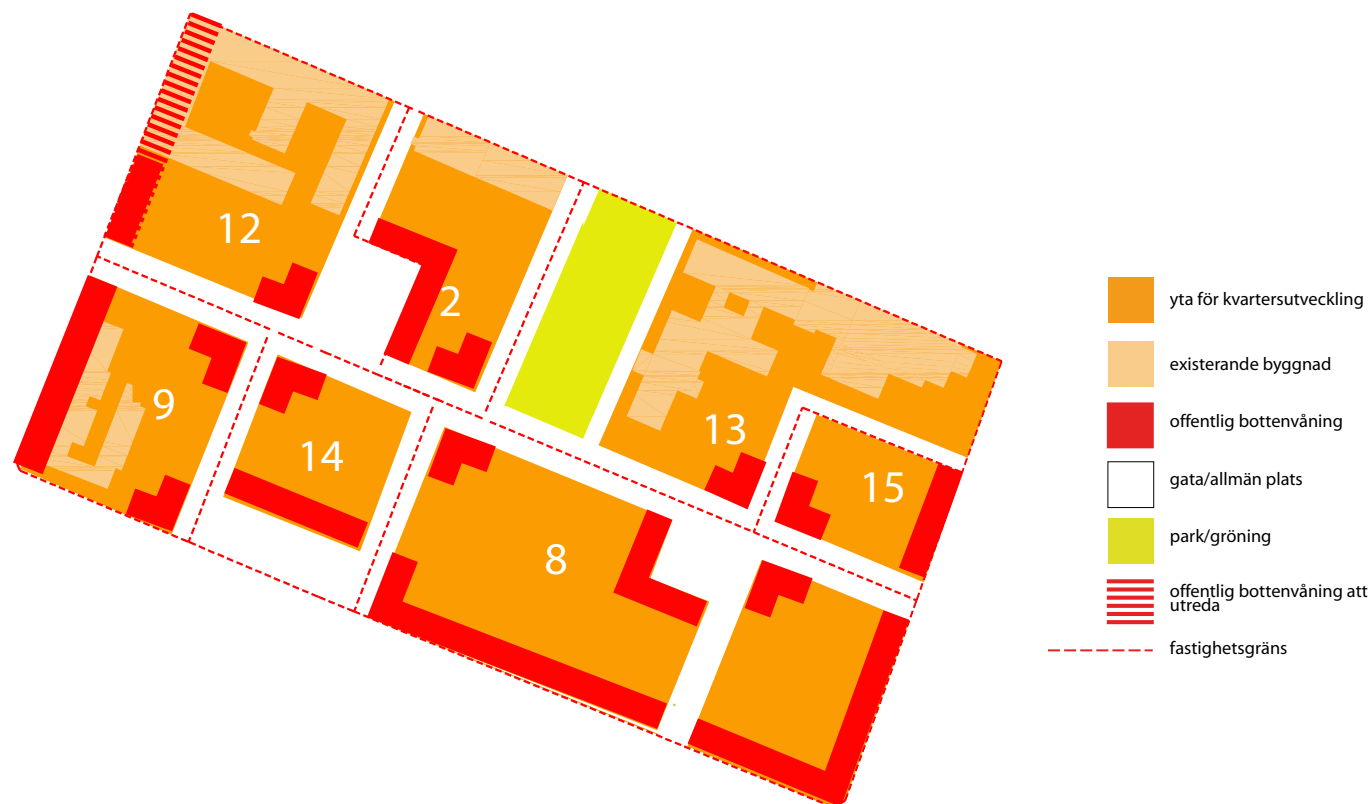 12
2
9
14
13
15
8
yta för kvartersutveckling
existerande byggnad
offentlig bottenvåning
gata/allmän plats
park/gröning
offentlig bottenvåning att
utreda
fastighetsgräns